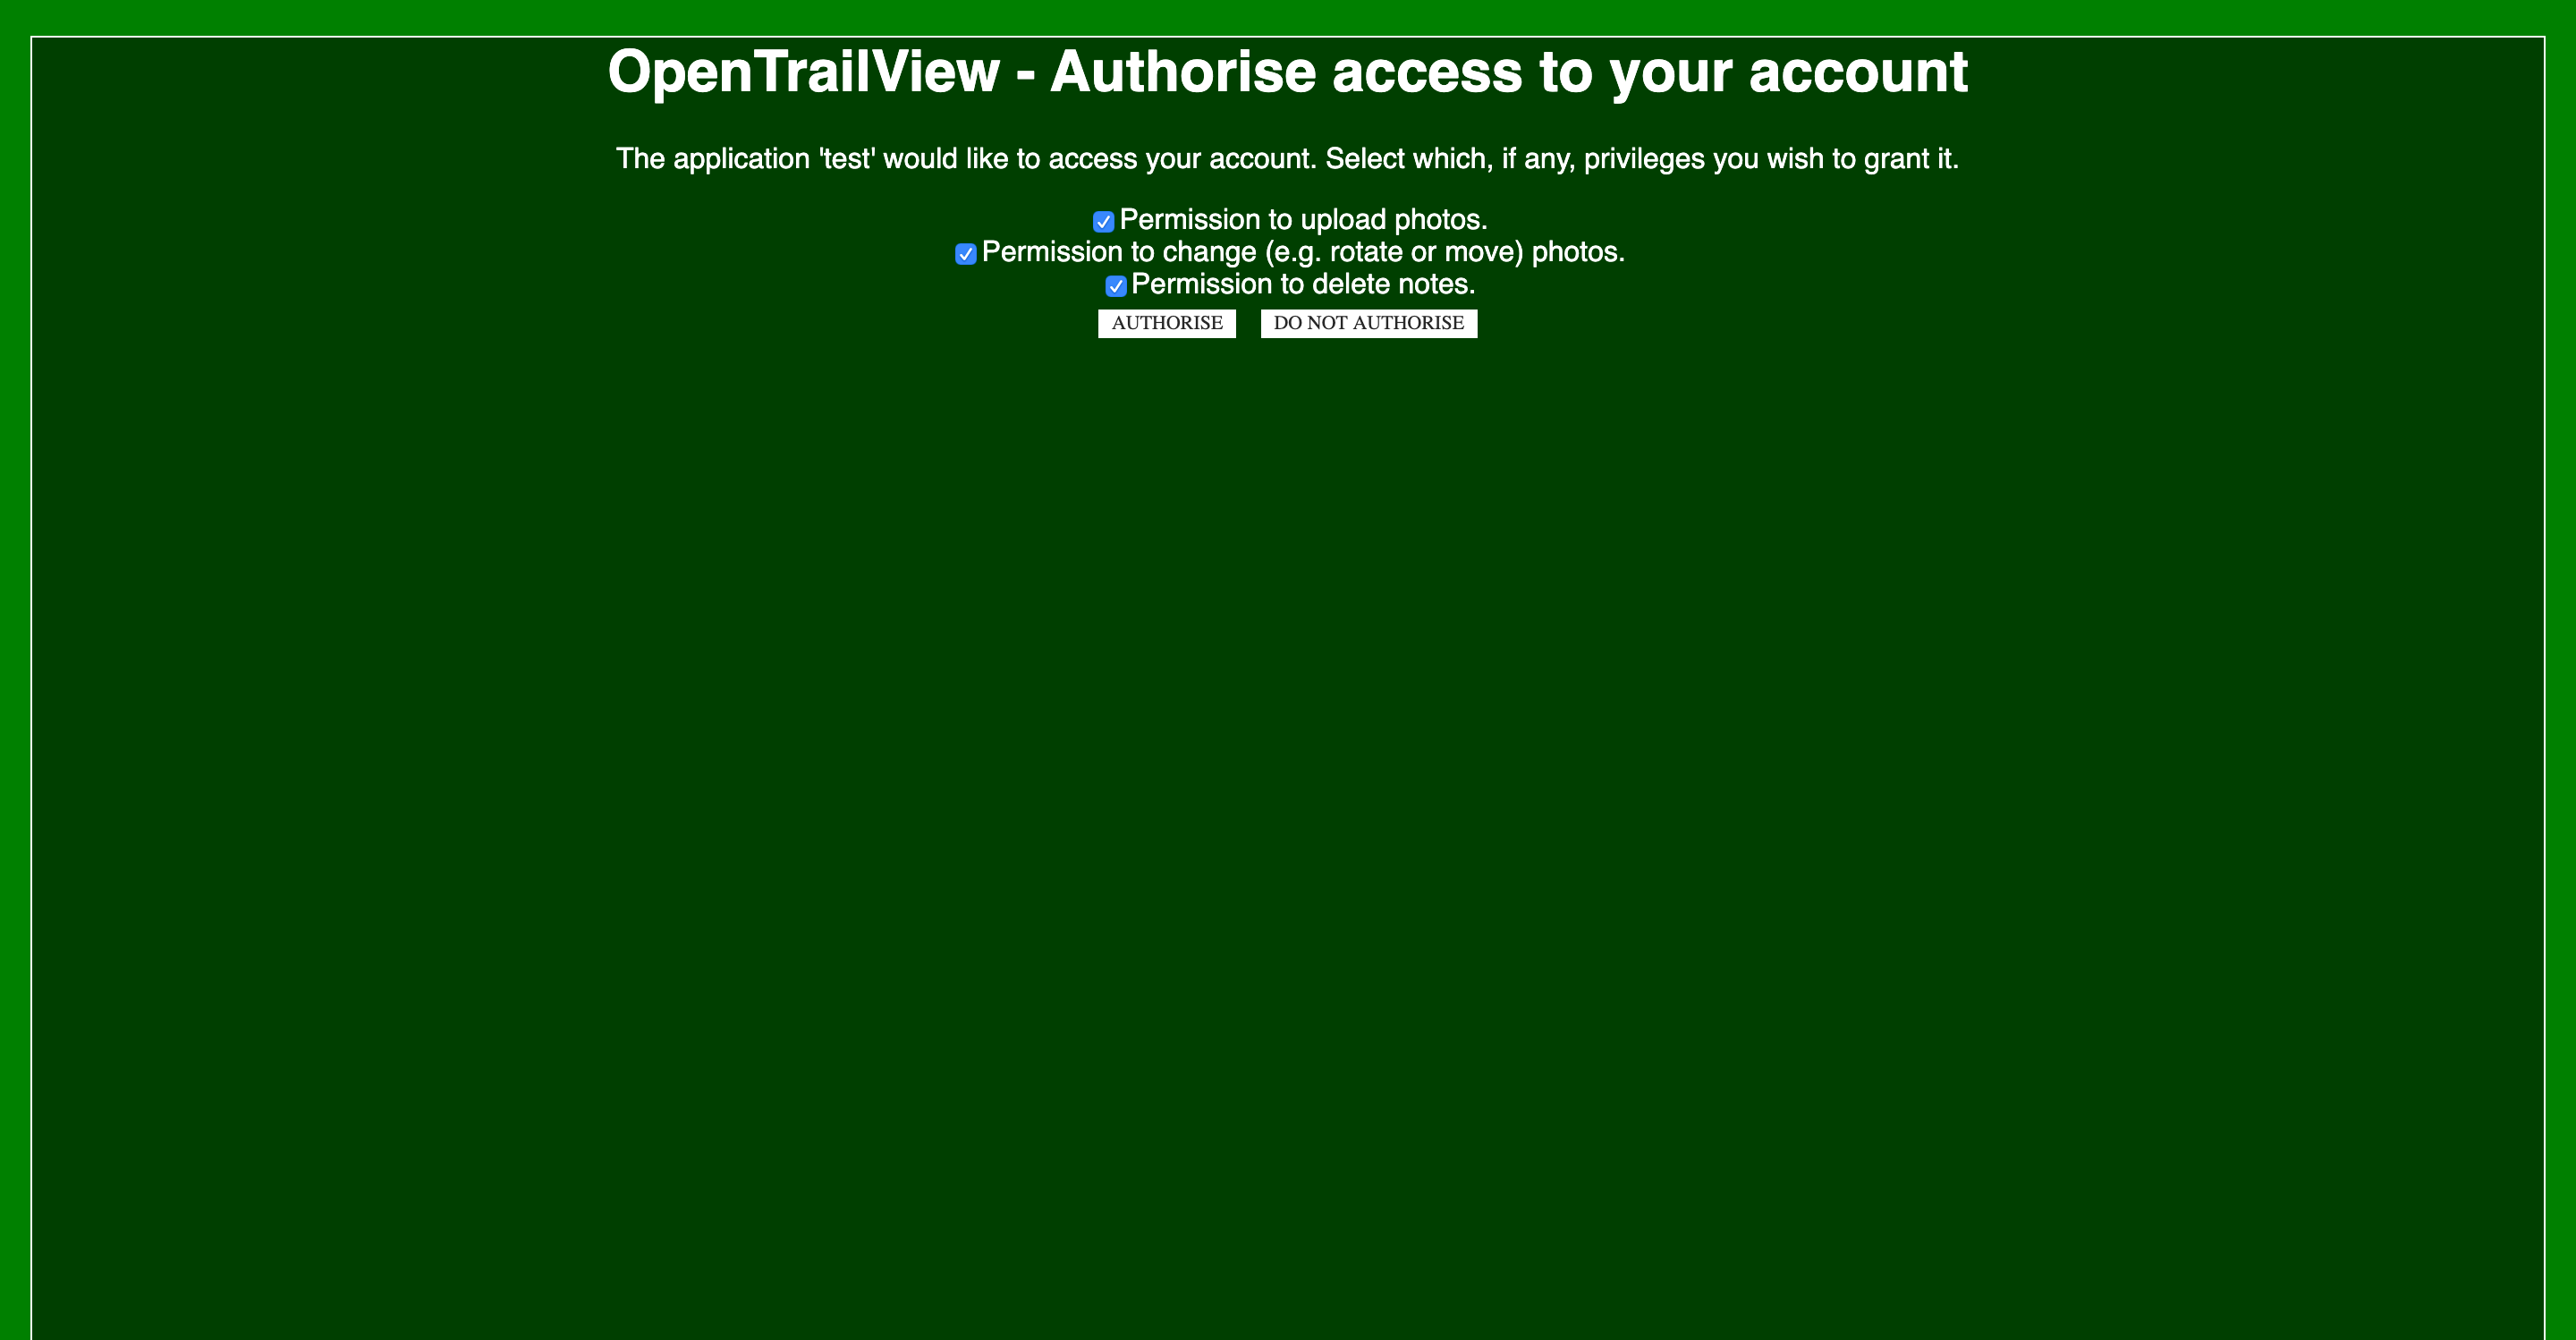 OpenTrailView - Authorise access to your account
The application 'test' would like to access your account. Select which, if any, privileges you wish to grant it.
Permission to upload photos.
Permission to change (e.g. rotate or move) photos.
Permission to delete notes.
AUTHORISE DO NOT AUTHORISE